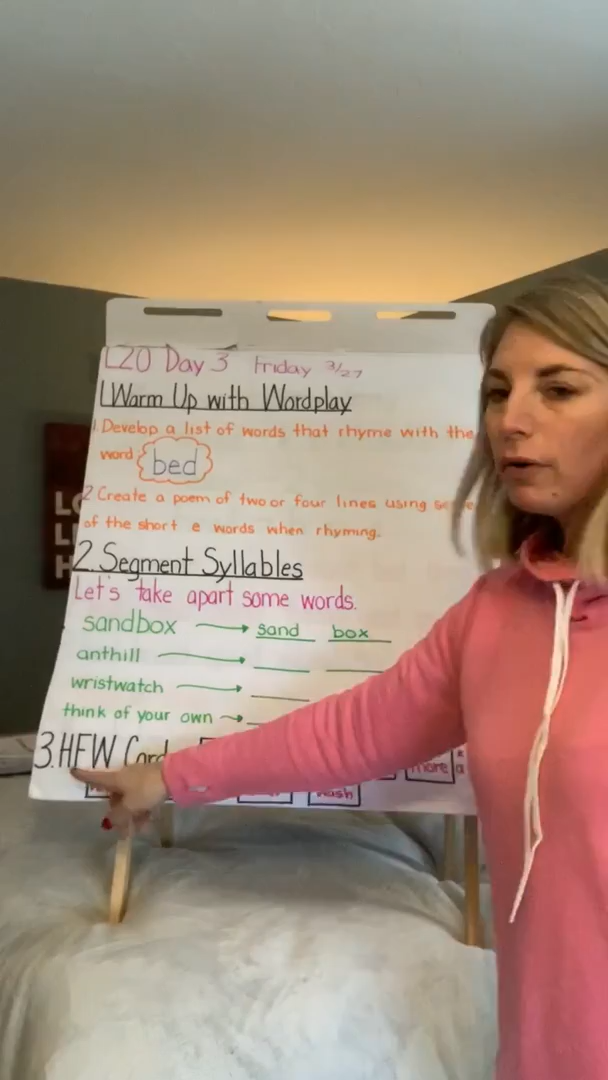 L20 Day 3 Friday 3/27
1. Warm Up with Wordplay
1. Develop a list of words that rhyme with the
word bed
2 Create a poem of two or four lines using
of the short e words when rhyming.
2. Segment Syllables
Let's take apart some words.
sandbox → sand box
anthill →
wristwatch →
think of your own →
3. HFW
more
wash